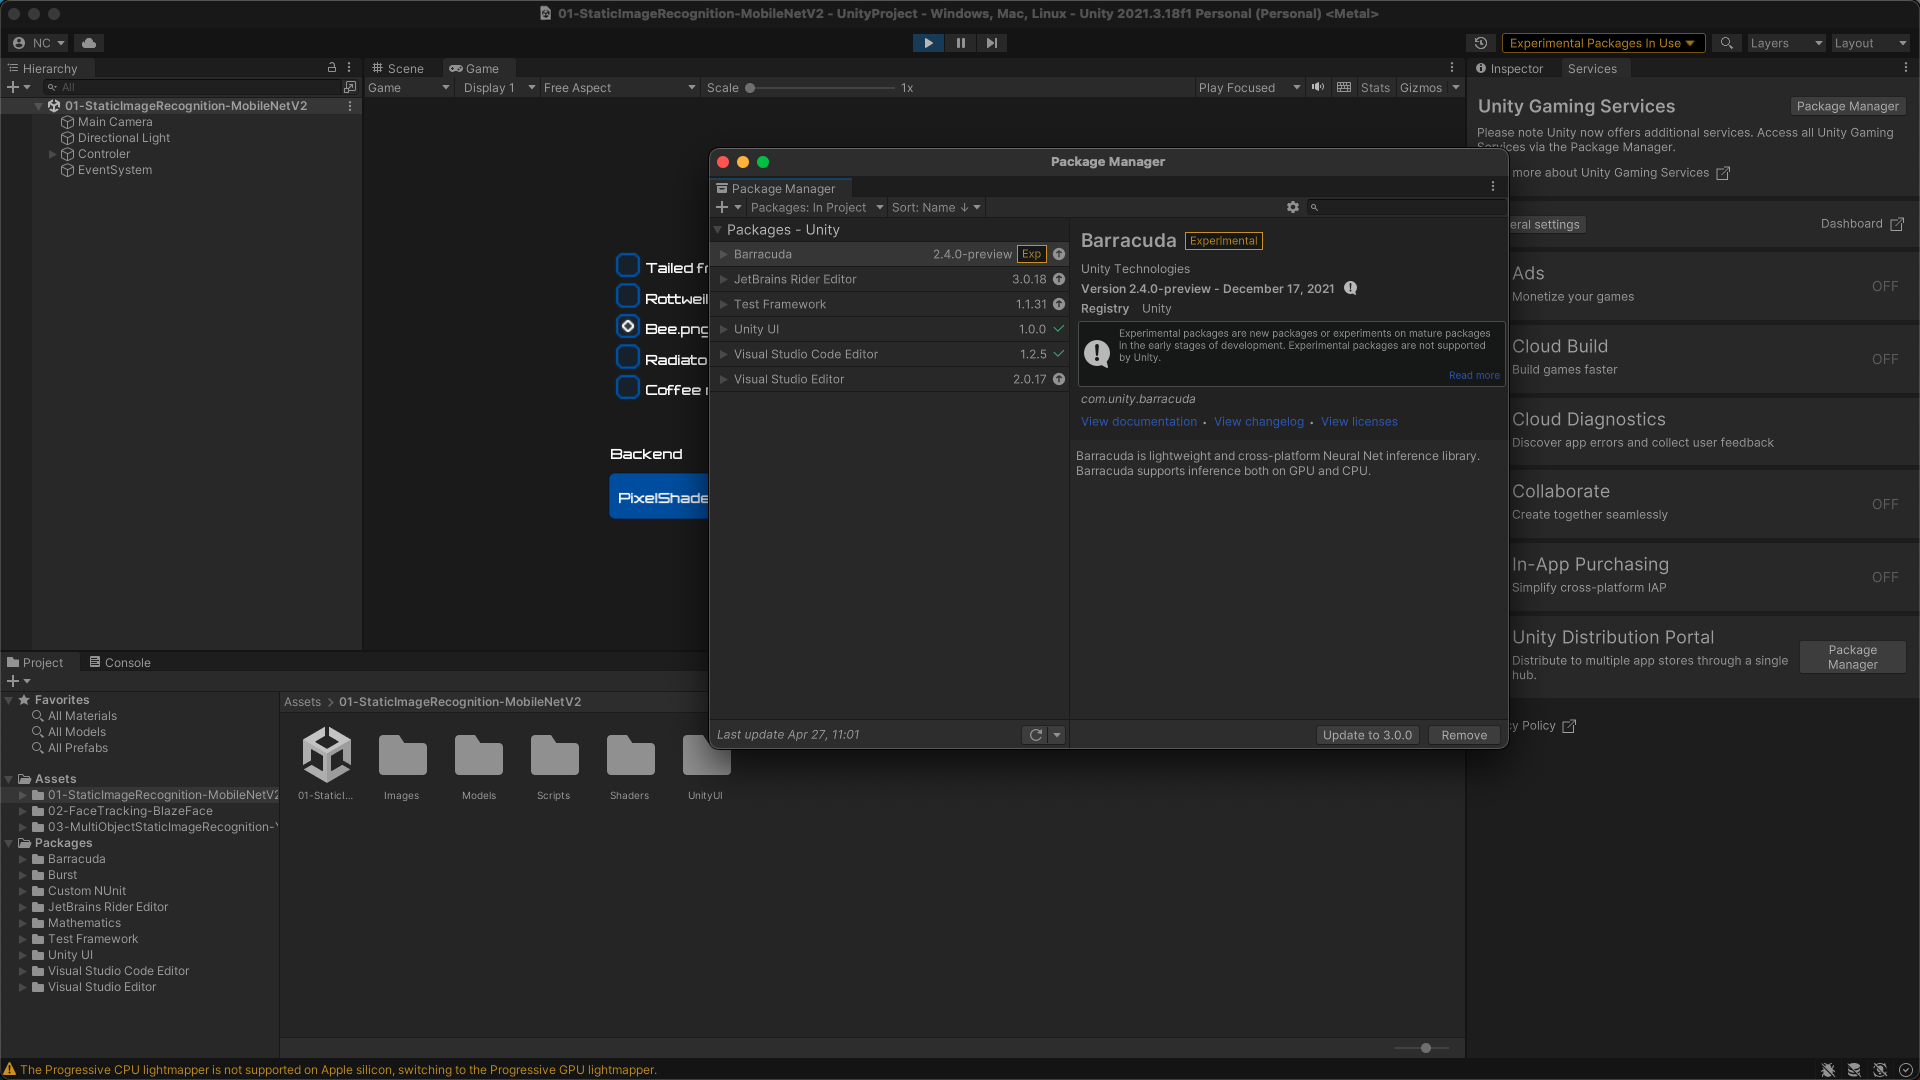 01-StaticImageRecognition-MobileNetV2 - UnityProject - Windows, Mac, Linux - Unity 2021.3.18f1 Personal (Personal) <Metal>
NC
Experimental Packages In Use
Layers
Layout
Hierarchy
All
01-StaticImageRecognition-MobileNetV2
Main Camera
Directional Light
Controler
EventSystem
Scene
Game
Game
Display 1
Free Aspect
Scale
1x
Play Focused
Stats
Gizmos
Tailed fr
Rottweil
Bee.png
Radiato
Coffee
Backend
PixelShade
Package Manager
Package Manager
Packages: In Project
Sort: Name ↓
Packages - Unity
Barracuda 2.4.0-preview Exp
JetBrains Rider Editor 3.0.18
Test Framework 1.1.31
Unity UI 1.0.0
Visual Studio Code Editor 1.2.5
Visual Studio Editor 2.0.17
Last update Apr 27, 11:01
Barracuda Experimental
Unity Technologies
Version 2.4.0-preview - December 17, 2021
Registry Unity
Experimental packages are new packages or experiments on mature packages
in the early stages of development. Experimental packages are not supported
by Unity.
Read more
com.unity.barracuda
View documentation • View changelog • View licenses
Barracuda is lightweight and cross-platform Neural Net inference library.
Barracuda supports inference both on GPU and CPU.
Update to 3.0.0
Remove
Inspector
Services
Unity Gaming Services
Package Manager
Please note Unity now offers additional services. Access all Unity Gaming
Services via the Package Manager.
more about Unity Gaming Services
eral settings
Dashboard
Ads
Monetize your games
OFF
Cloud Build
Build games faster
OFF
Cloud Diagnostics
Discover app errors and collect user feedback
Collaborate
Create together seamlessly
OFF
In-App Purchasing
Simplify cross-platform IAP
OFF
Unity Distribution Portal
Distribute to multiple app stores through a single
hub.
Package
Manager
cy Policy
Project
Console
Favorites
All Materials
All Models
All Prefabs
Assets
01-StaticImageRecognition-MobileNetV2
02-FaceTracking-BlazeFace
03-MultiObjectStaticImageRecognition-
Packages
Barracuda
Burst
Custom NUnit
JetBrains Rider Editor
Mathematics
Test Framework
Unity UI
Visual Studio Code Editor
Visual Studio Editor
Assets > 01-StaticImageRecognition-MobileNetV2
01-StaticI...
Images
Models
Scripts
Shaders
UnityUI
The Progressive CPU lightmapper is not supported on Apple silicon, switching to the Progressive GPU lightmapper.